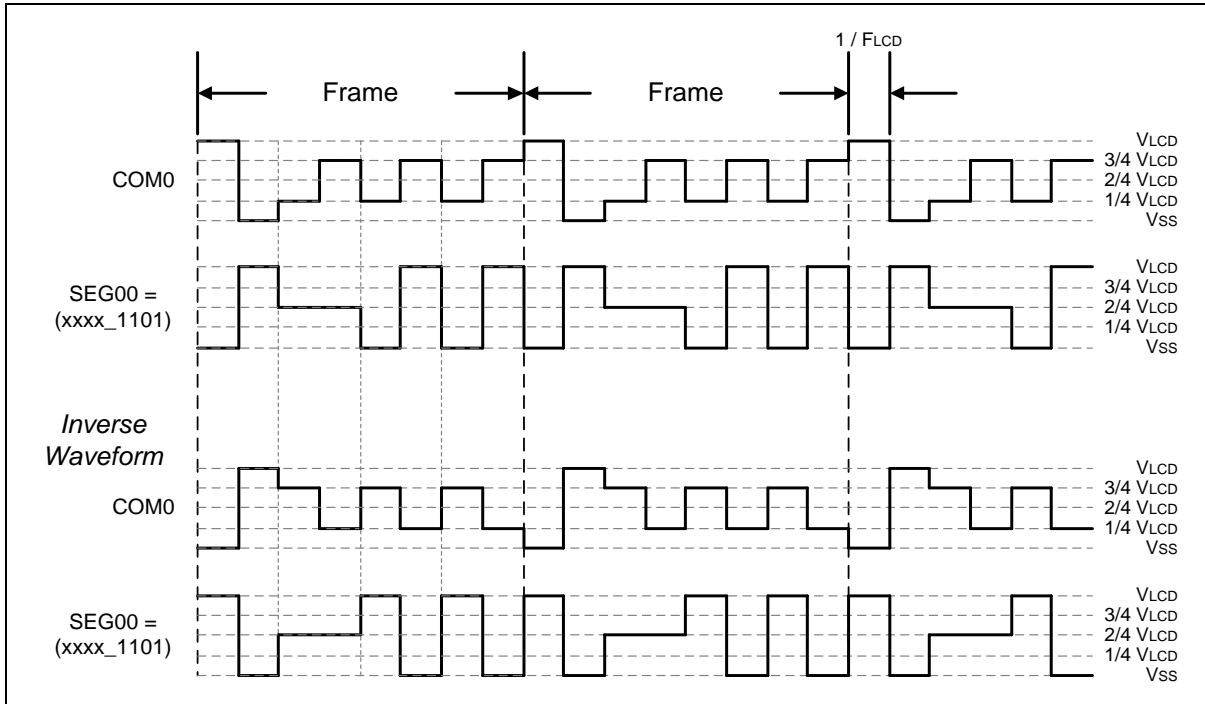 1 / FLCD
Frame
Frame
COM0
VLCD
3/4 VLCD
2/4 VLCD
1/4 VLCD
VSS
SEG00 =
(xxxx_1101)
VLCD
3/4 VLCD
2/4 VLCD
1/4 VLCD
VSS
Inverse
Waveform
COM0
VLCD
3/4 VLCD
2/4 VLCD
1/4 VLCD
VSS
SEG00 =
(xxxx_1101)
VLCD
3/4 VLCD
2/4 VLCD
1/4 VLCD
VSS